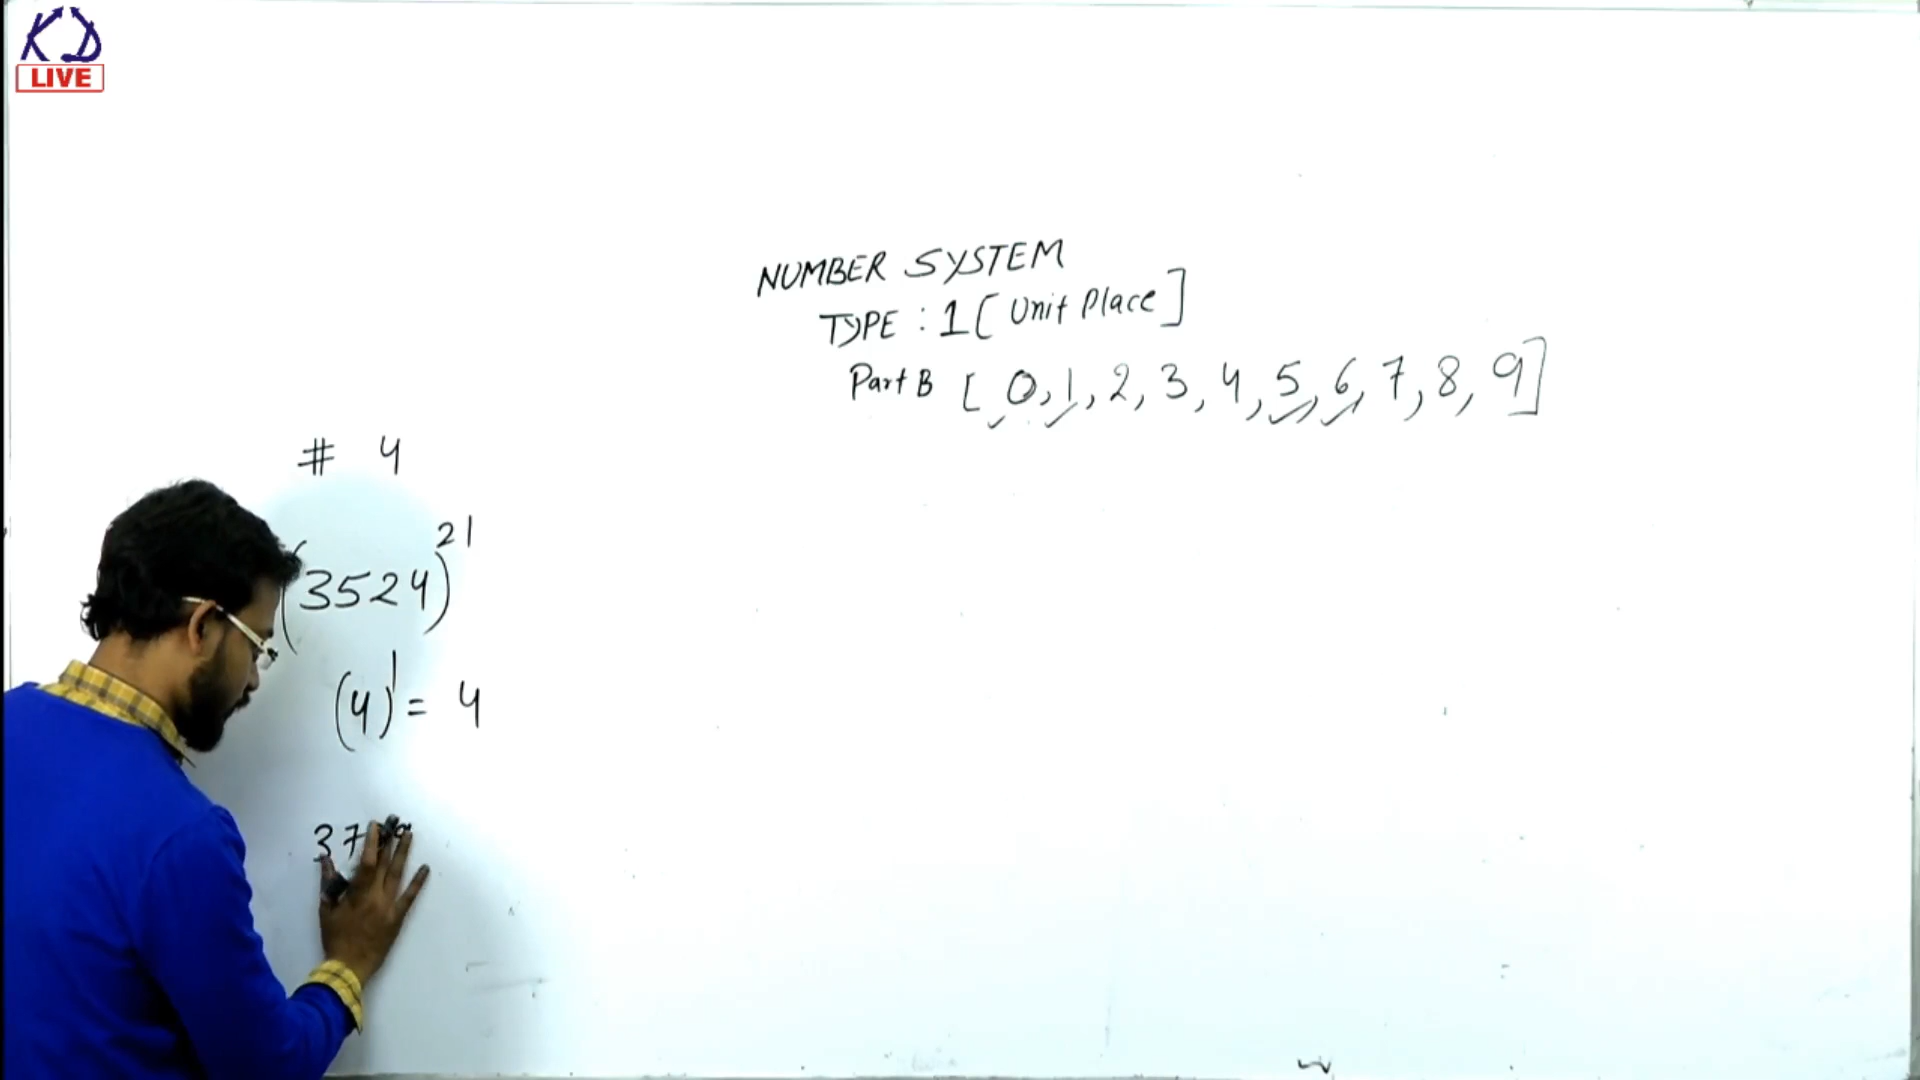 KD
LIVE
NUMBER SYSTEM
TYPE : 1 [ Unit Place ]
Part B [ 0, 1, 2, 3, 4, 5, 6, 7, 8, 9 ]
# 4
(3524)^21
(4)^1 = 4
37